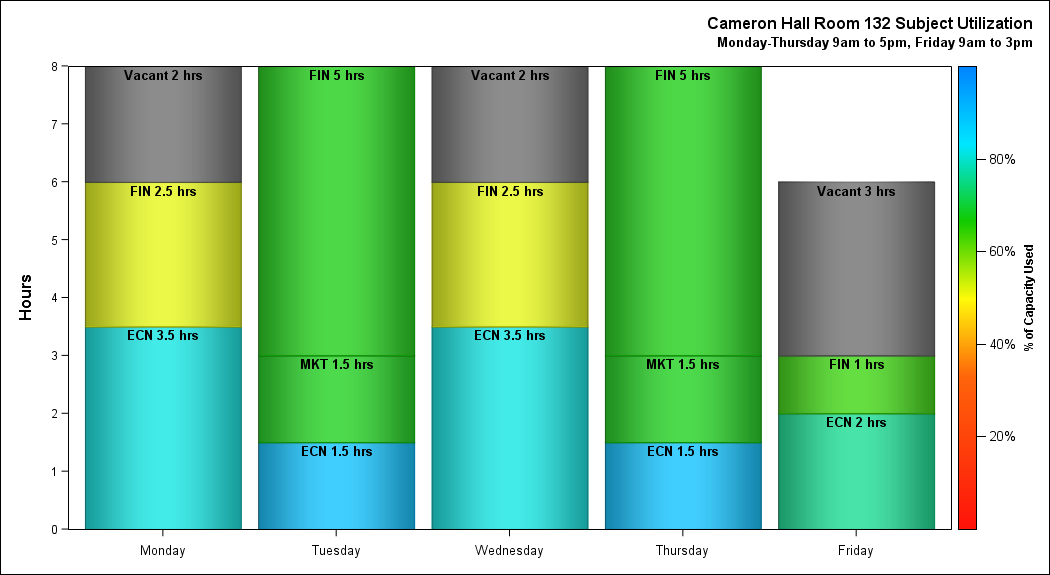 Cameron Hall Room 132 Subject Utilization
Monday-Thursday 9am to 5pm, Friday 9am to 3pm
Hours
8
7
6
5
4
3
2
1
0
Vacant 2 hrs
FIN 2.5 hrs
ECN 3.5 hrs
FIN 5 hrs
MKT 1.5 hrs
ECN 1.5 hrs
Vacant 2 hrs
FIN 2.5 hrs
ECN 3.5 hrs
FIN 5 hrs
MKT 1.5 hrs
ECN 1.5 hrs
Vacant 3 hrs
FIN 1 hrs
ECN 2 hrs
Monday
Tuesday
Wednesday
Thursday
Friday
80%
60%
40%
20%
% of Capacity Used